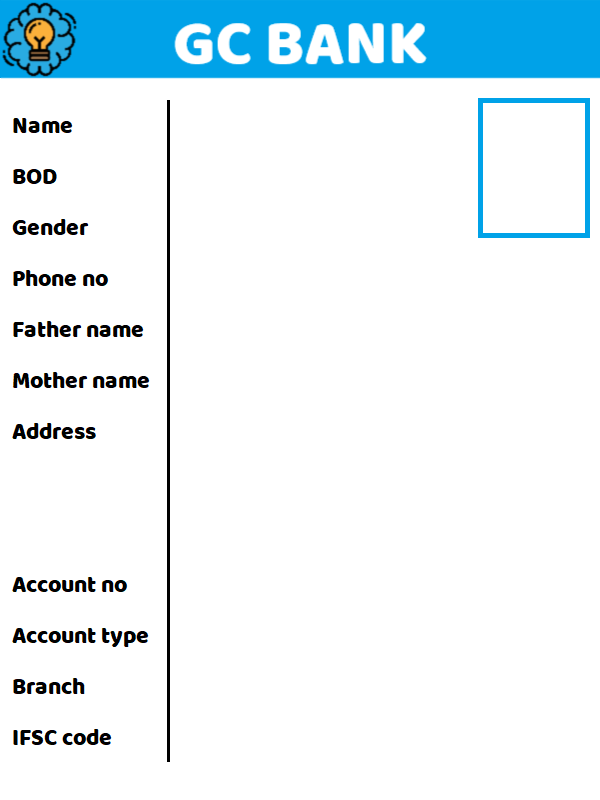 GC BANK
Name
BOD
Gender
Phone no
Father name
Mother name
Address
Account no
Account type
Branch
IFSC code